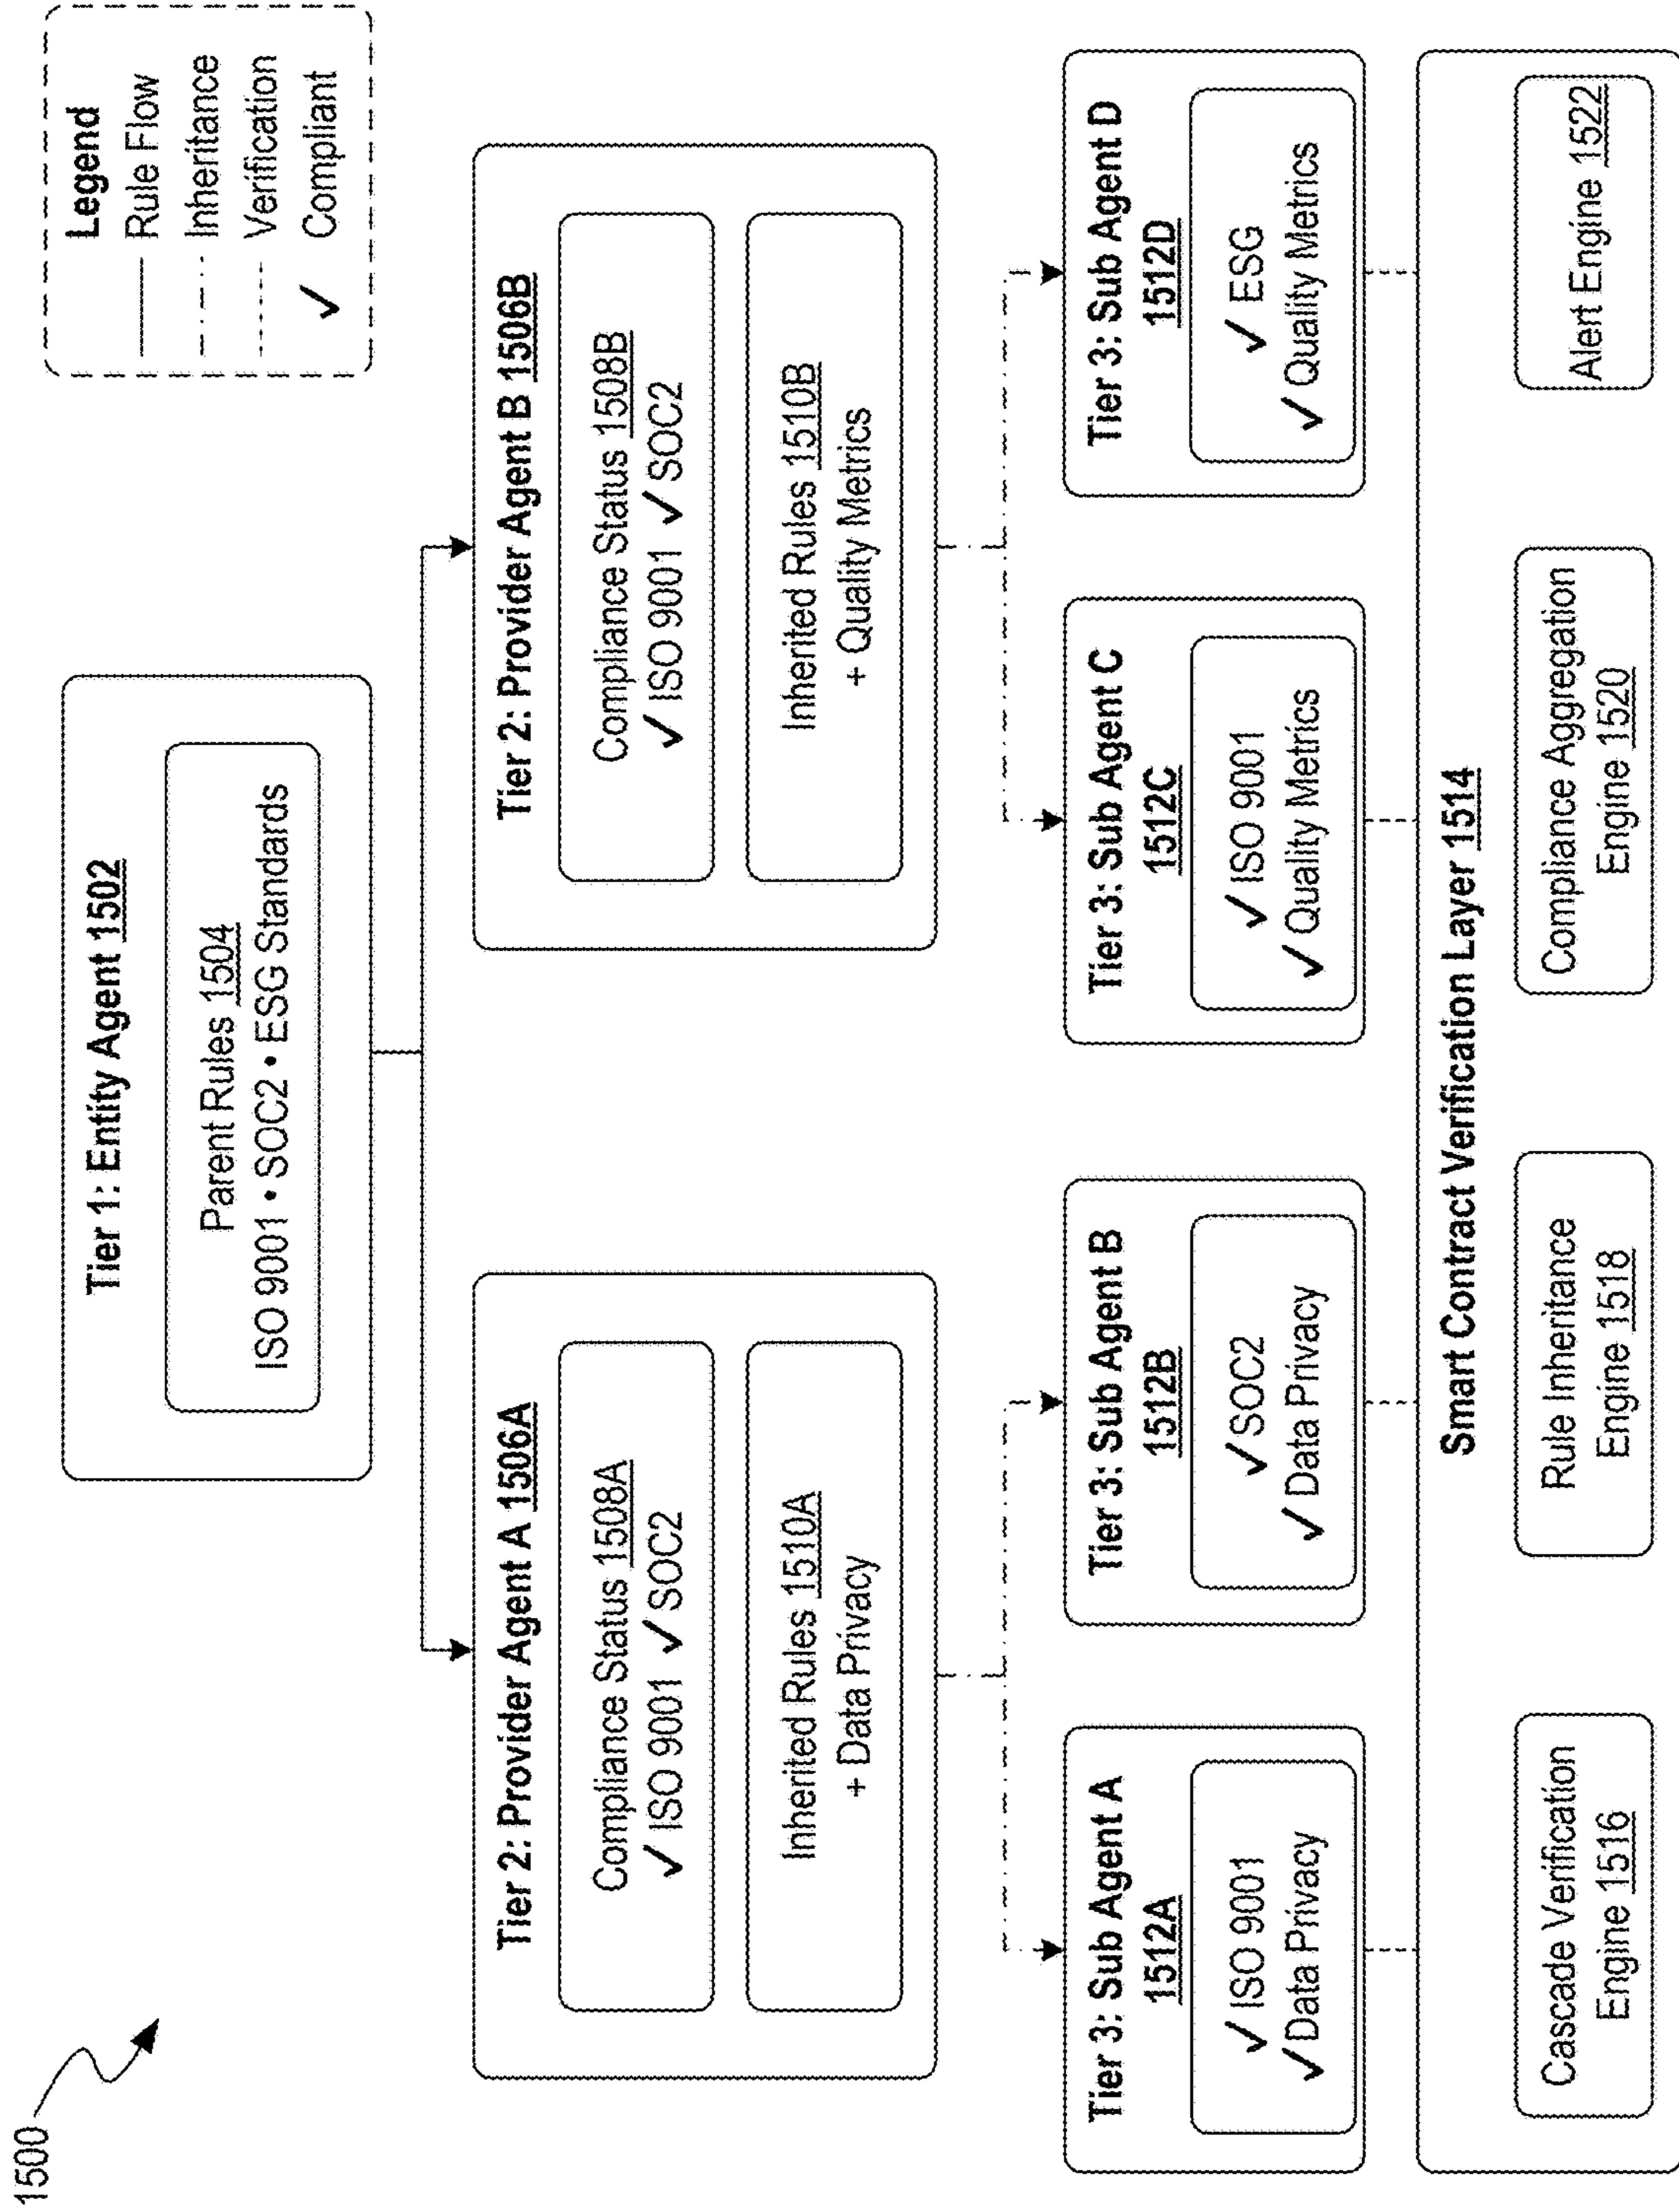 1500
Legend
Rule Flow
Inheritance
Verification
✓ Compliant
Tier 1: Entity Agent 1502
Parent Rules 1504
ISO 9001 • SOC2 • ESG Standards
Tier 2: Provider Agent A 1506A
Compliance Status 1508A
✓ ISO 9001 ✓ SOC2
Inherited Rules 1510A
+ Data Privacy
Tier 2: Provider Agent B 1506B
Compliance Status 1508B
✓ ISO 9001 ✓ SOC2
Inherited Rules 1510B
+ Quality Metrics
Tier 3: Sub Agent A
1512A
✓ ISO 9001
✓ Data Privacy
Tier 3: Sub Agent B
1512B
✓ SOC2
✓ Data Privacy
Tier 3: Sub Agent C
1512C
✓ ISO 9001
✓ Quality Metrics
Tier 3: Sub Agent D
1512D
✓ ESG
✓ Quality Metrics
Smart Contract Verification Layer 1514
Cascade Verification
Engine 1516
Rule Inheritance
Engine 1518
Compliance Aggregation
Engine 1520
Alert Engine 1522